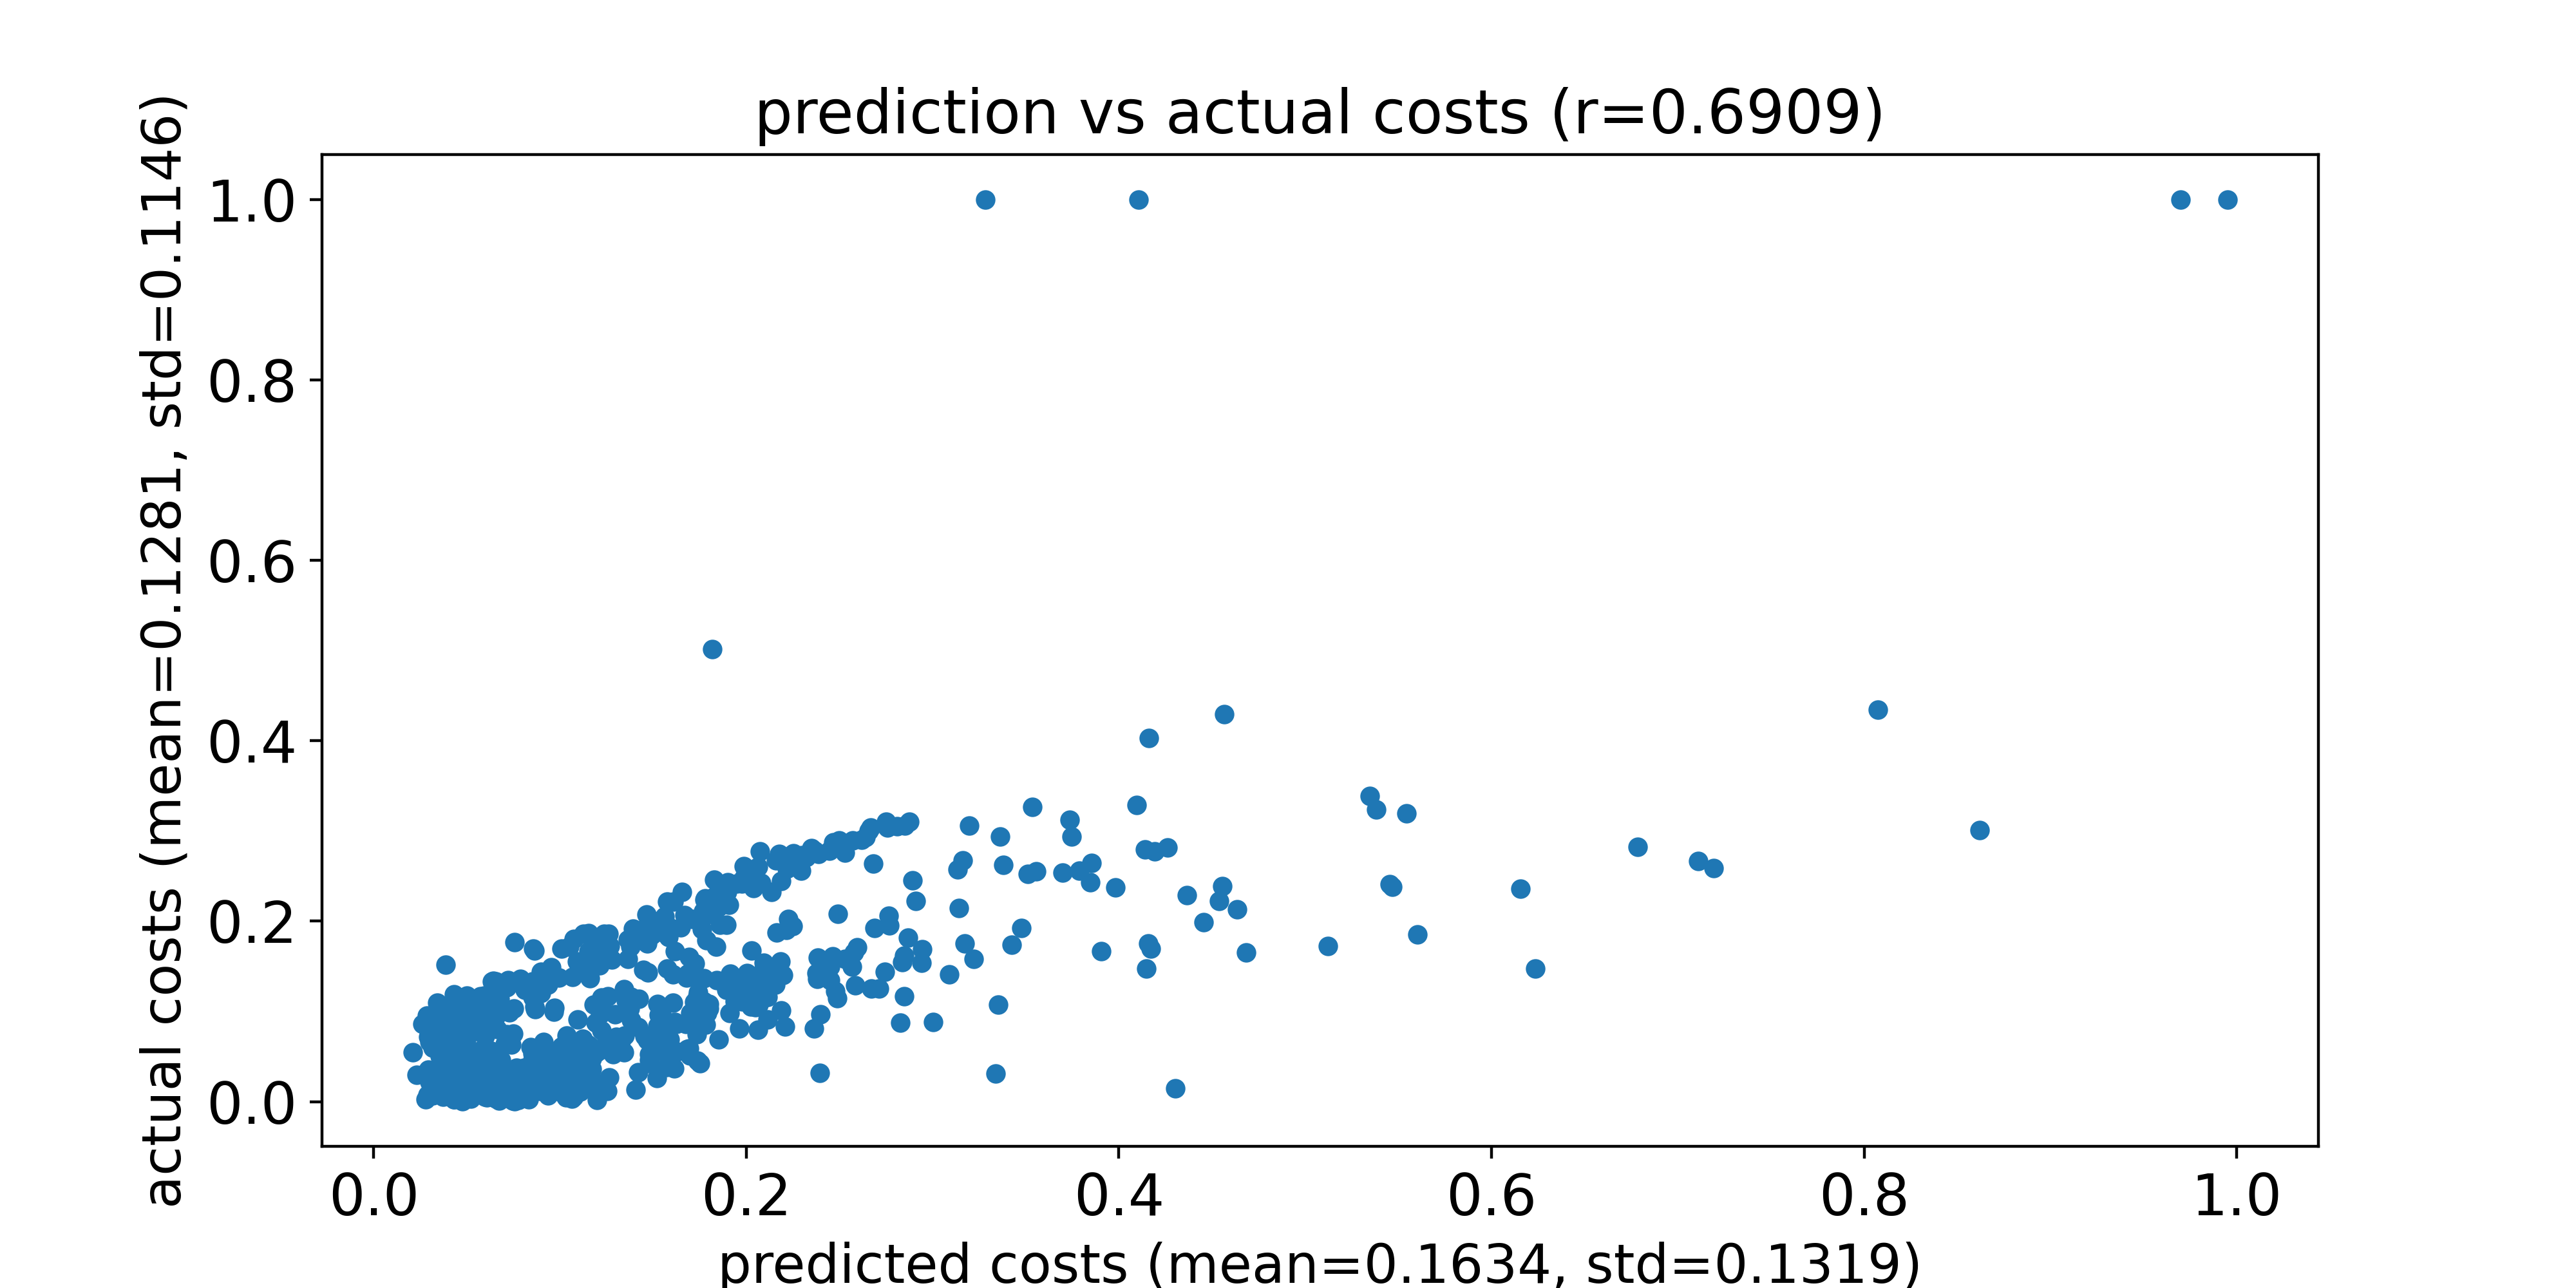 prediction vs actual costs (r=0.6909)
actual costs (mean=0.1281, std=0.1146)
1.0
0.8
0.6
0.4
0.2
0.0
0.0 0.2 0.4 0.6 0.8 1.0
predicted costs (mean=0.1634, std=0.1319)